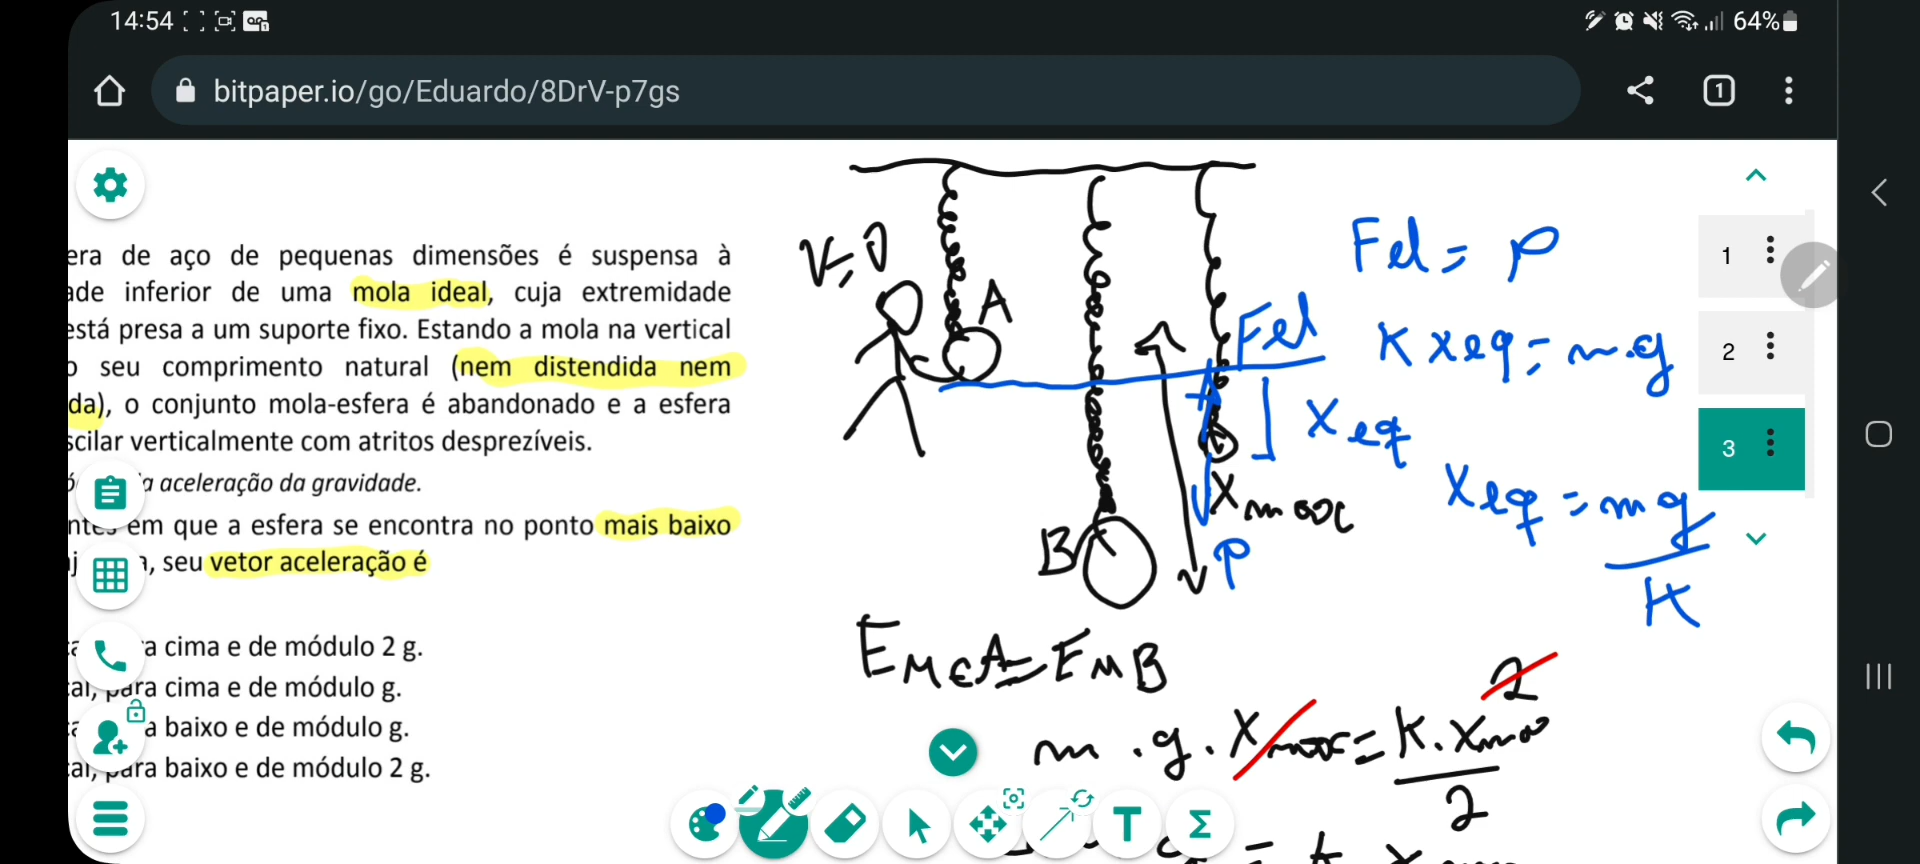 14:54
64%
bitpaper.io/go/Eduardo/8DrV-p7gs
1
era de aço de pequenas dimensões é suspensa à
ade inferior de uma mola ideal, cuja extremidade
está presa a um suporte fixo. Estando a mola na vertical
o seu comprimento natural (nem distendida nem
da), o conjunto mola-esfera é abandonado e a esfera
scilar verticalmente com atritos desprezíveis.
a aceleração da gravidade.
em que a esfera se encontra no ponto mais baixo
a, seu vetor aceleração é
a cima e de módulo 2 g.
al, para cima e de módulo g.
a baixo e de módulo g.
al, para baixo e de módulo 2 g.
V=0
A
B
Fel
Xeq
Xmax
P
Fel = P
K Xeq = m.g
Xeq = mg
K
EMecA = EMB
m . g . Xmax = K . Xmax 2
2
1
2
3
T
Σ